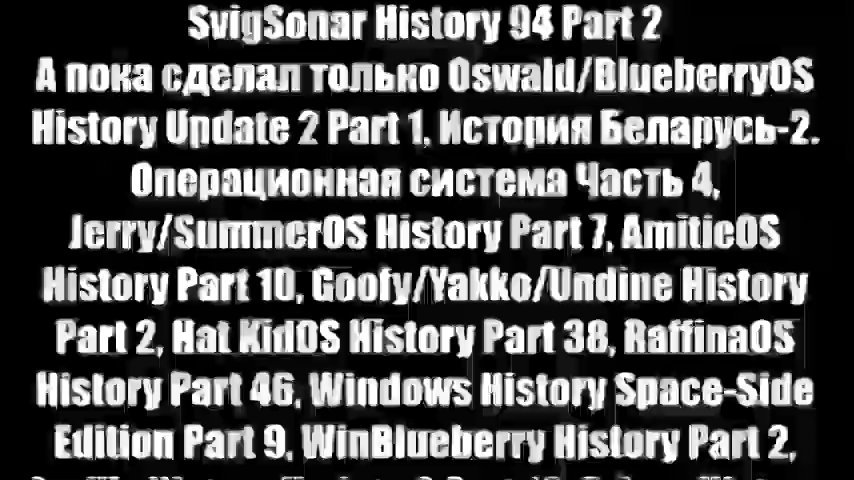 SvigSonar History 94 Part 2
А пока сделал только Oswald/BlueberryOS
History Update 2 Part 1, История Беларусь-2.
Операционная система Часть 4,
Jerry/SummerOS History Part 7, AmitieOS
History Part 10, Goofy/Yakko/Undine History
Part 2, Hat KidOS History Part 38, RaffinaOS
History Part 46, Windows History Space-Side
Edition Part 9, WinBlueberry History Part 2,